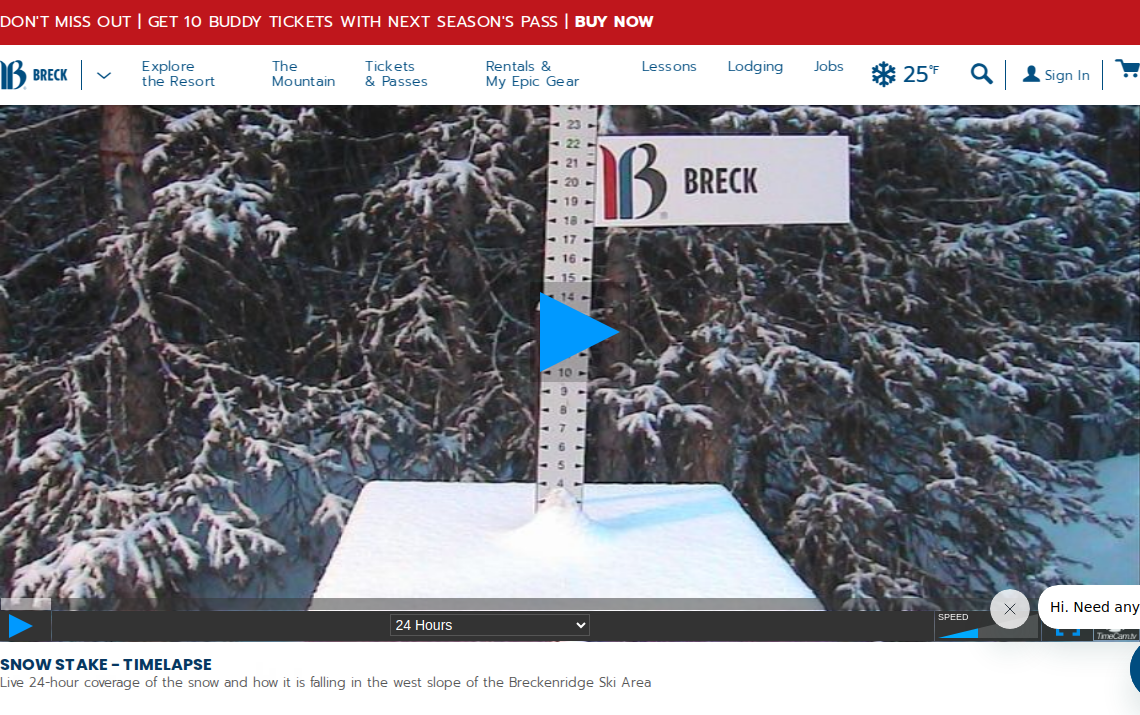 DON'T MISS OUT | GET 10 BUDDY TICKETS WITH NEXT SEASON'S PASS | BUY NOW
B BRECK
Explore
the Resort
The
Mountain
Tickets
& Passes
Rentals &
My Epic Gear
Lessons
Lodging
Jobs
25°F
Sign In
23
22
21
20
19
18
17
16
15
14
10
9
8
7
6
5
4
B BRECK
24 Hours
SPEED
Hi. Need any
TimeCam.tv
SNOW STAKE - TIMELAPSE
Live 24-hour coverage of the snow and how it is falling in the west slope of the Breckenridge Ski Area